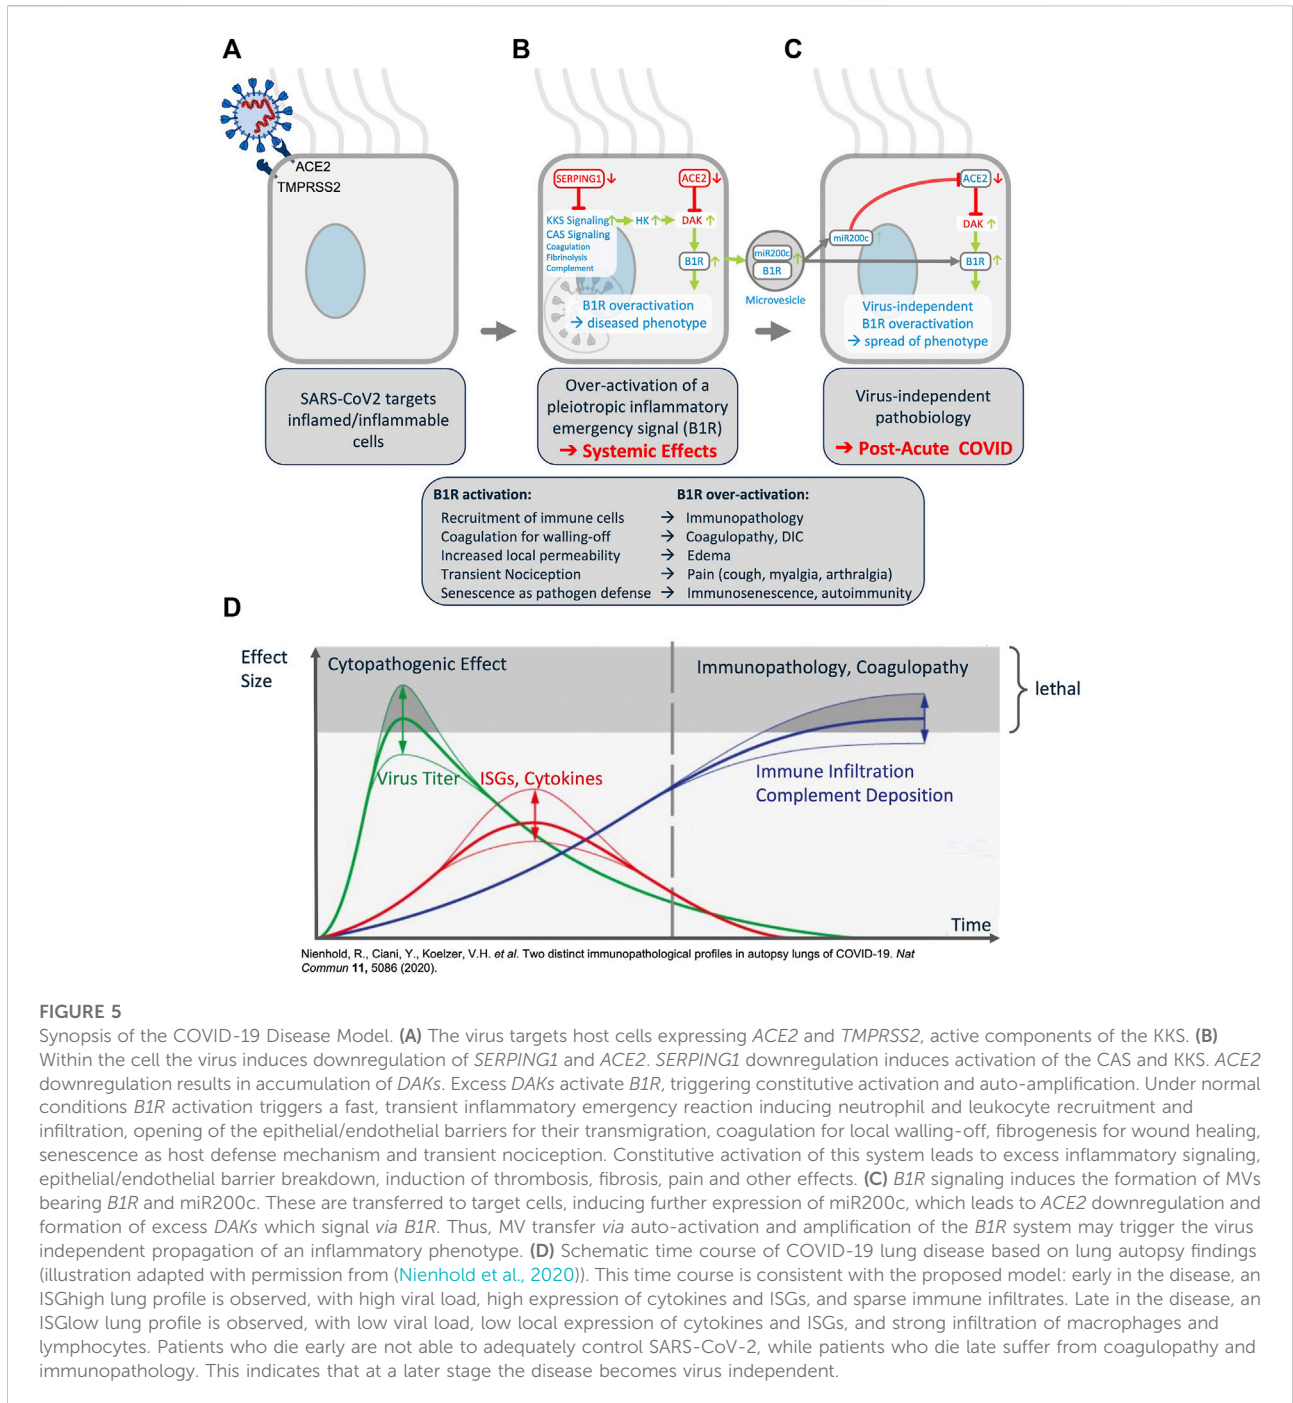 A
B
C
ACE2
TMPRSS2
SERPING1 ↓
ACE2 ↓
KKS Signaling ↑ HK ↑ DAK ↑
CAS Signaling
Coagulation
Fibrinolysis
Complement
B1R ↑
B1R overactivation
→ diseased phenotype
miR200c ↑
B1R
Microvesicle
ACE2 ↓
DAK ↑
miR200c ↑
B1R ↑
Virus-independent
B1R overactivation
→ spread of phenotype
SARS-CoV2 targets
inflamed/inflammable
cells
Over-activation of a
pleiotropic inflammatory
emergency signal (B1R)
→ Systemic Effects
Virus-independent
pathobiology
→ Post-Acute COVID
B1R activation: B1R over-activation:
Recruitment of immune cells → Immunopathology
Coagulation for walling-off → Coagulopathy, DIC
Increased local permeability → Edema
Transient Nociception → Pain (cough, myalgia, arthralgia)
Senescence as pathogen defense → Immunosenescence, autoimmunity
D
Effect
Size
Cytopathogenic Effect
Immunopathology, Coagulopathy
lethal
Virus Titer
ISGs, Cytokines
Immune Infiltration
Complement Deposition
Time
Nienhold, R., Ciani, Y., Koelzer, V.H. et al. Two distinct immunopathological profiles in autopsy lungs of COVID-19. Nat
Commun 11, 5086 (2020).
FIGURE 5
Synopsis of the COVID-19 Disease Model. (A) The virus targets host cells expressing ACE2 and TMPRSS2, active components of the KKS. (B)
Within the cell the virus induces downregulation of SERPING1 and ACE2. SERPING1 downregulation induces activation of the CAS and KKS. ACE2
downregulation results in accumulation of DAKs. Excess DAKs activate B1R, triggering constitutive activation and auto-amplification. Under normal
conditions B1R activation triggers a fast, transient inflammatory emergency reaction inducing neutrophil and leukocyte recruitment and
infiltration, opening of the epithelial/endothelial barriers for their transmigration, coagulation for local walling-off, fibrogenesis for wound healing,
senescence as host defense mechanism and transient nociception. Constitutive activation of this system leads to excess inflammatory signaling,
epithelial/endothelial barrier breakdown, induction of thrombosis, fibrosis, pain and other effects. (C) B1R signaling induces the formation of MVs
bearing B1R and miR200c. These are transferred to target cells, inducing further expression of miR200c, which leads to ACE2 downregulation and
formation of excess DAKs which signal via B1R. Thus, MV transfer via auto-activation and amplification of the B1R system may trigger the virus
independent propagation of an inflammatory phenotype. (D) Schematic time course of COVID-19 lung disease based on lung autopsy findings
(illustration adapted with permission from (Nienhold et al., 2020)). This time course is consistent with the proposed model: early in the disease, an
ISGhigh lung profile is observed, with high viral load, high expression of cytokines and ISGs, and sparse immune infiltrates. Late in the disease, an
ISGlow lung profile is observed, with low viral load, low local expression of cytokines and ISGs, and strong infiltration of macrophages and
lymphocytes. Patients who die early are not able to adequately control SARS-CoV-2, while patients who die late suffer from coagulopathy and
immunopathology. This indicates that at a later stage the disease becomes virus independent.